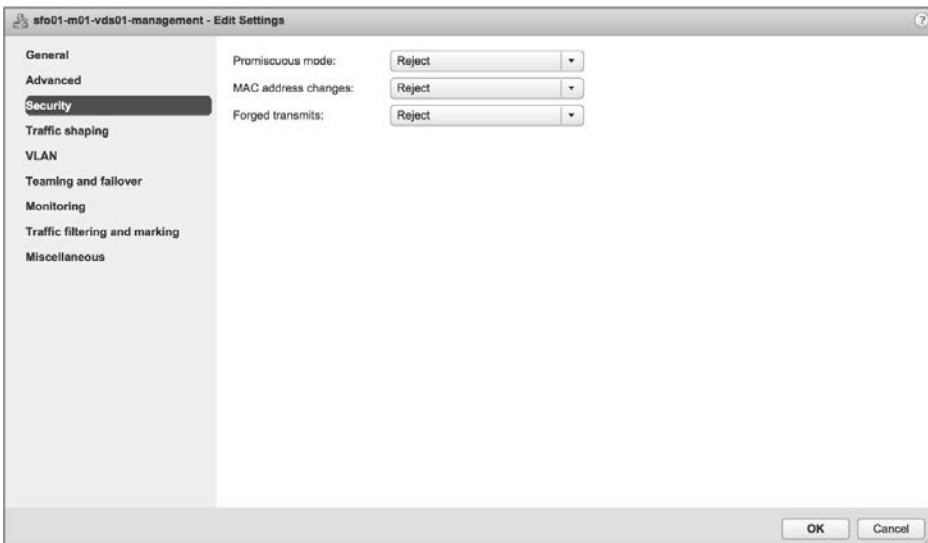 sfo01-m01-vds01-management - Edit Settings
?
General
Advanced
Security
Traffic shaping
VLAN
Teaming and failover
Monitoring
Traffic filtering and marking
Miscellaneous
Promiscuous mode: Reject
MAC address changes: Reject
Forged transmits: Reject
OK Cancel